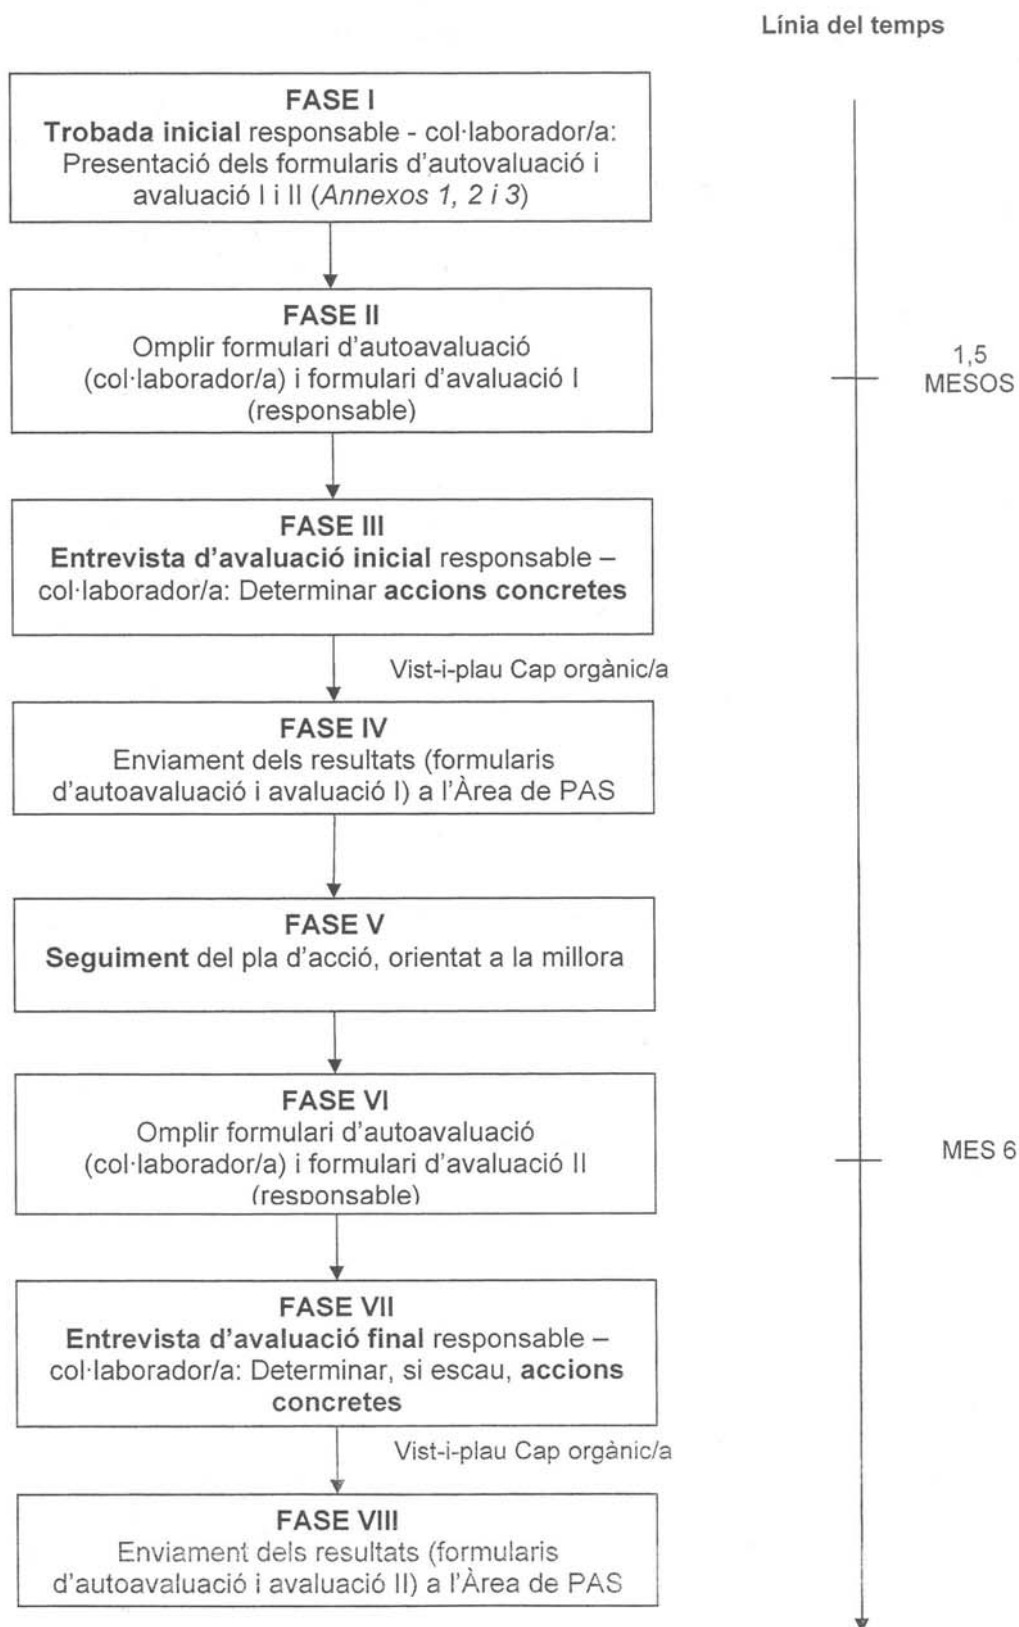 Línia del temps
FASE I
Trobada inicial responsable - col·laborador/a:
Presentació dels formularis d'autovaluació i
avaluació I i II (Annexos 1, 2 i 3)
FASE II
Omplir formulari d'autoavaluació
(col·laborador/a) i formulari d'avaluació I
(responsable)
1,5
MESOS
FASE III
Entrevista d'avaluació inicial responsable –
col·laborador/a: Determinar accions concretes
Vist-i-plau Cap orgànic/a
FASE IV
Enviament dels resultats (formularis
d'autoavaluació i avaluació I) a l'Àrea de PAS
FASE V
Seguiment del pla d'acció, orientat a la millora
FASE VI
Omplir formulari d'autoavaluació
(col·laborador/a) i formulari d'avaluació II
(responsable)
MES 6
FASE VII
Entrevista d'avaluació final responsable –
col·laborador/a: Determinar, si escau, accions
concretes
Vist-i-plau Cap orgànic/a
FASE VIII
Enviament dels resultats (formularis
d'autoavaluació i avaluació II) a l'Àrea de PAS